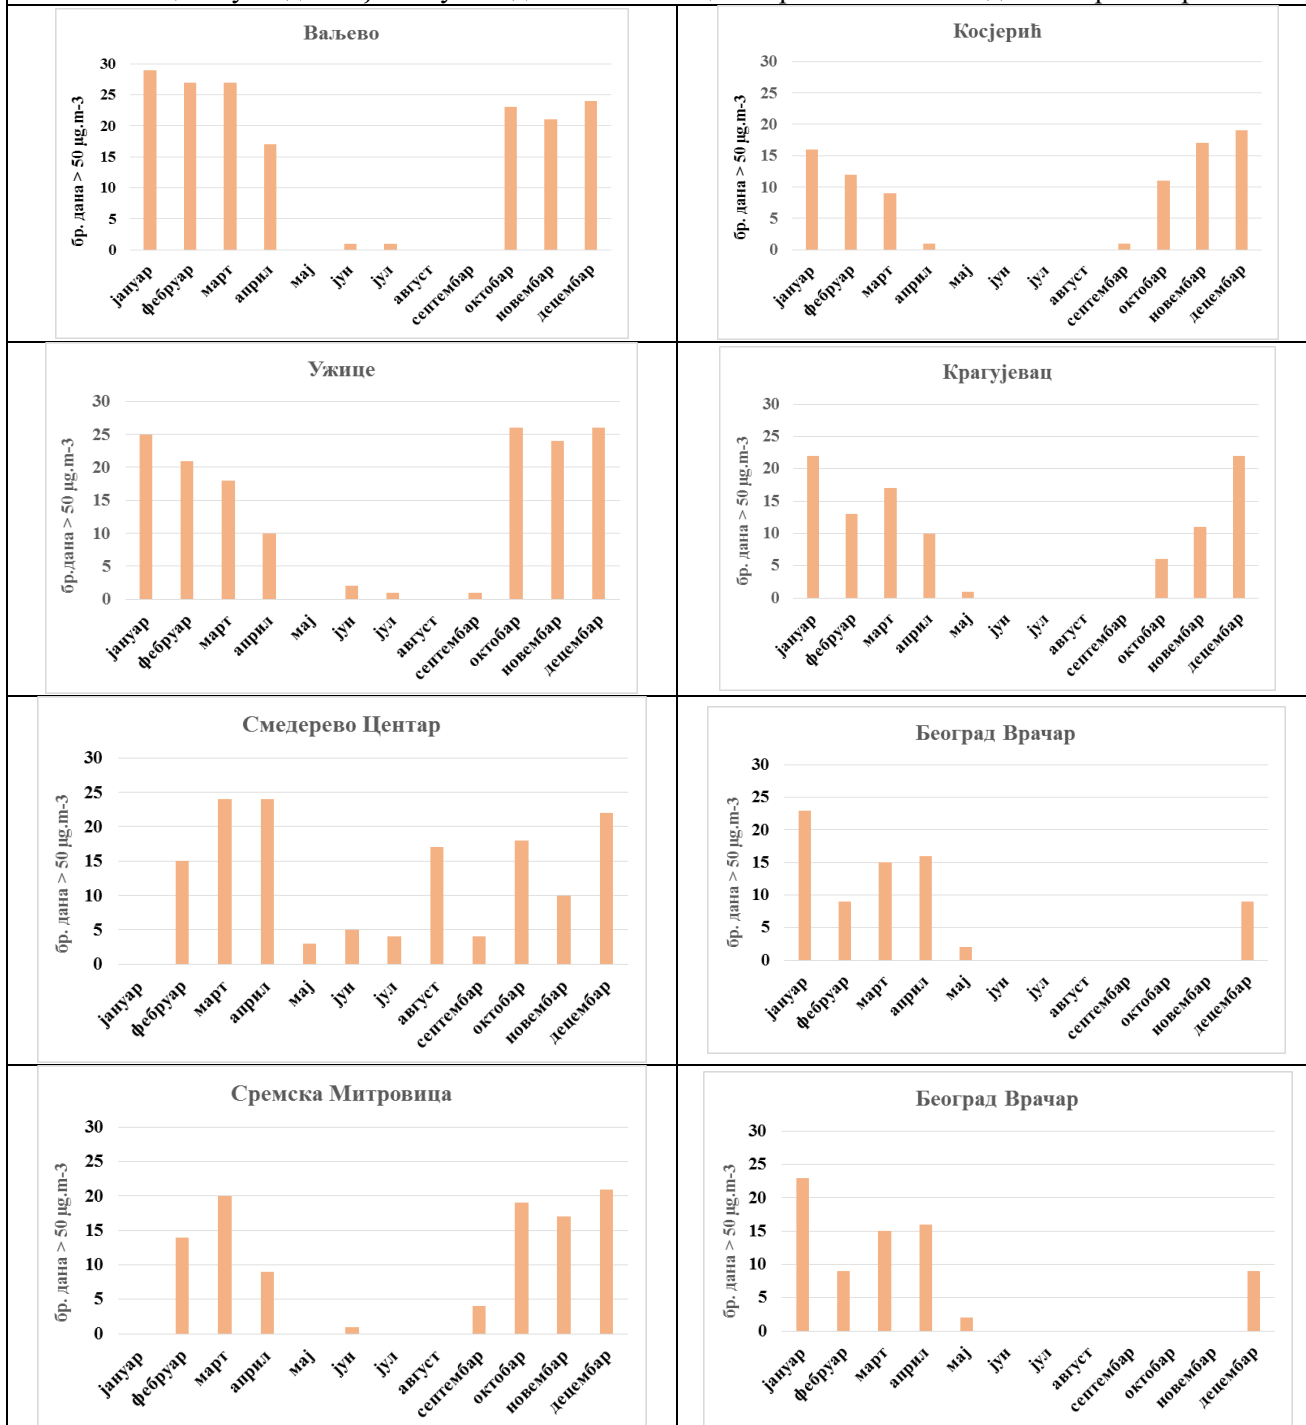 Ваљево
30
25
20
15
10
5
0
бр. дана > 50 µg.m-3
јануар
фебруар
март
април
мај
јун
јул
август
септембар
октобар
новембар
децембар
Косјерић
30
25
20
15
10
5
0
бр. дана > 50 µg.m-3
јануар
фебруар
март
април
мај
јун
јул
август
септембар
октобар
новембар
децембар
Ужице
30
25
20
15
10
5
0
бр.дана > 50 µg.m-3
јануар
фебруар
март
април
мај
јун
јул
август
септембар
октобар
новембар
децембар
Крагујевац
30
25
20
15
10
5
0
бр. дана > 50 µg.m-3
јануар
фебруар
март
април
мај
јун
јул
август
септембар
октобар
новембар
децембар
Смедерево Центар
30
25
20
15
10
5
0
бр. дана > 50 µg.m-3
јануар
фебруар
март
април
мај
јун
јул
август
септембар
октобар
новембар
децембар
Београд Врачар
30
25
20
15
10
5
0
бр. дана > 50 µg.m-3
јануар
фебруар
март
април
мај
јун
јул
август
септембар
октобар
новембар
децембар
Сремска Митровица
30
25
20
15
10
5
0
бр. дана > 50 µg.m-3
јануар
фебруар
март
април
мај
јун
јул
август
септембар
октобар
новембар
децембар
Београд Врачар
30
25
20
15
10
5
0
бр. дана > 50 µg.m-3
јануар
фебруар
март
април
мај
јун
јул
август
септембар
октобар
новембар
децембар